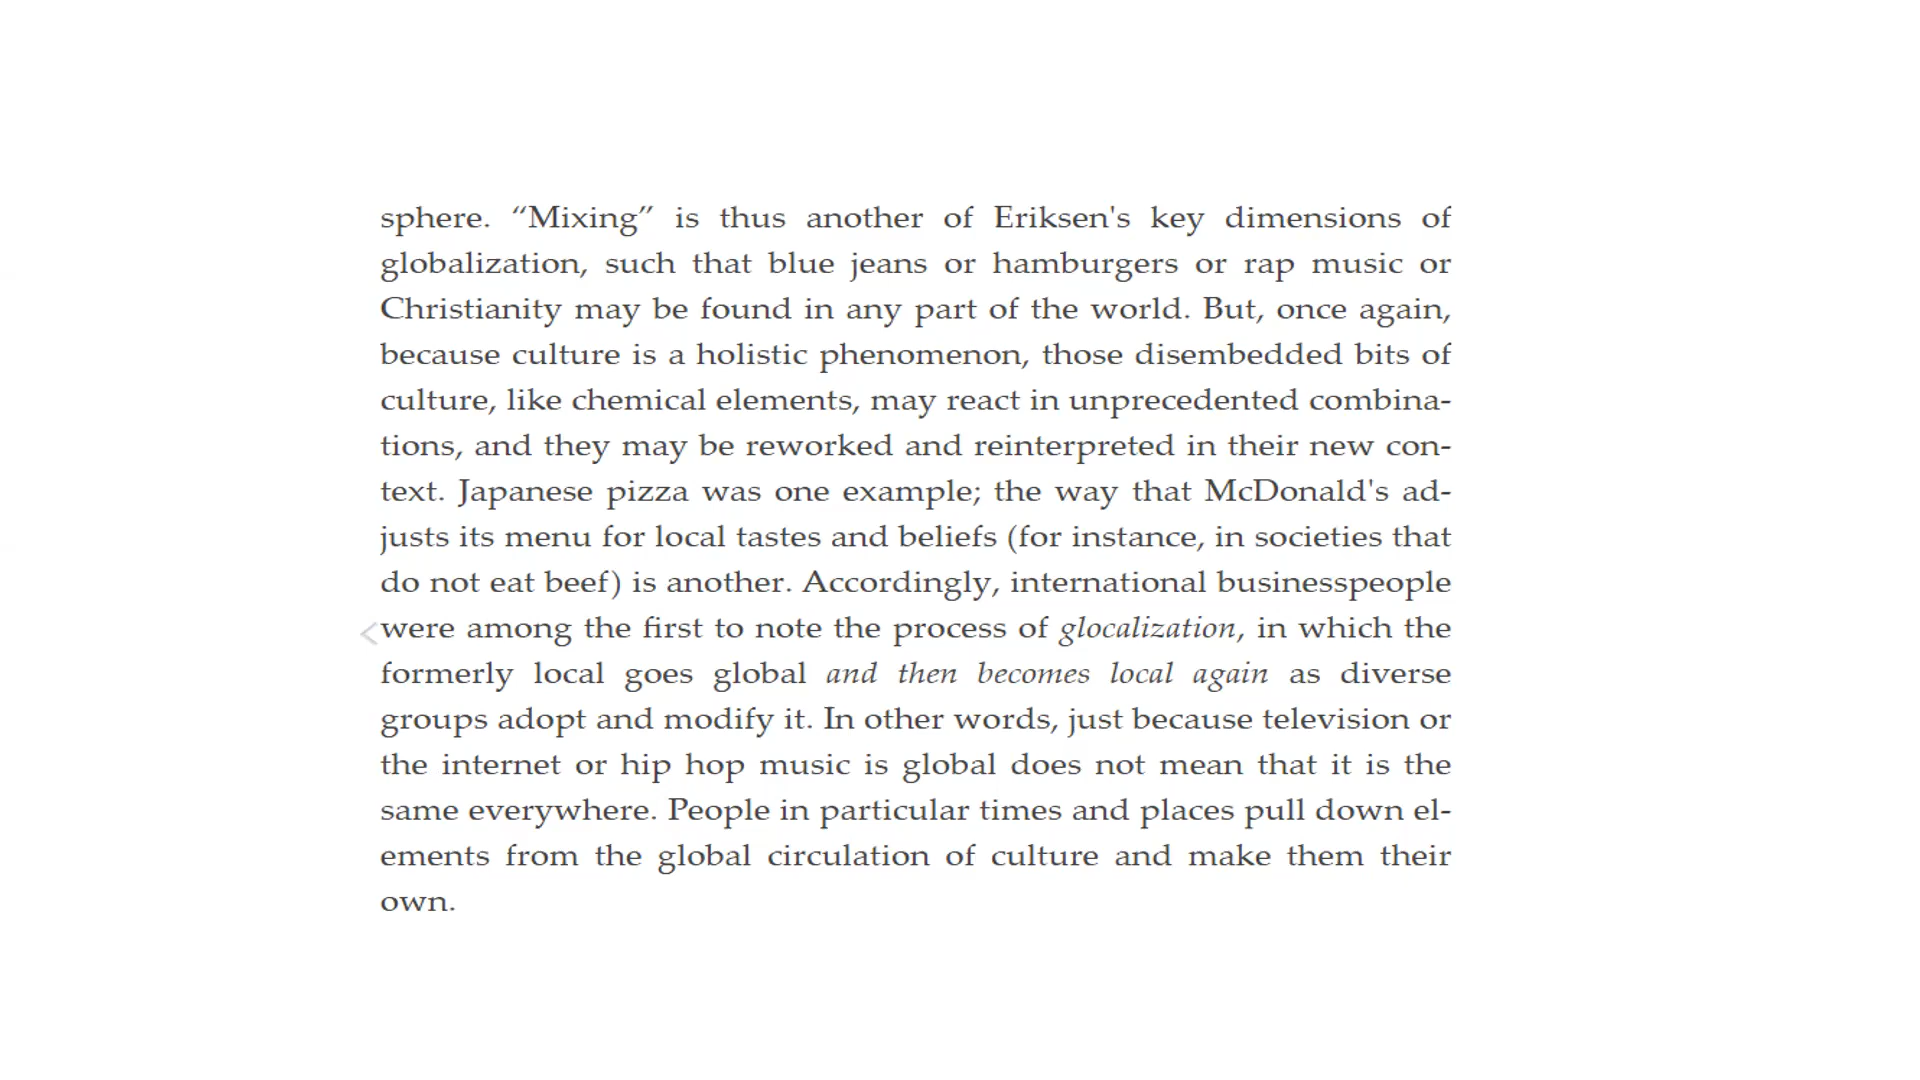 sphere. “Mixing” is thus another of Eriksen's key dimensions of
globalization, such that blue jeans or hamburgers or rap music or
Christianity may be found in any part of the world. But, once again,
because culture is a holistic phenomenon, those disembedded bits of
culture, like chemical elements, may react in unprecedented combina-
tions, and they may be reworked and reinterpreted in their new con-
text. Japanese pizza was one example; the way that McDonald's ad-
justs its menu for local tastes and beliefs (for instance, in societies that
do not eat beef) is another. Accordingly, international businesspeople
were among the first to note the process of glocalization, in which the
formerly local goes global and then becomes local again as diverse
groups adopt and modify it. In other words, just because television or
the internet or hip hop music is global does not mean that it is the
same everywhere. People in particular times and places pull down el-
ements from the global circulation of culture and make them their
own.